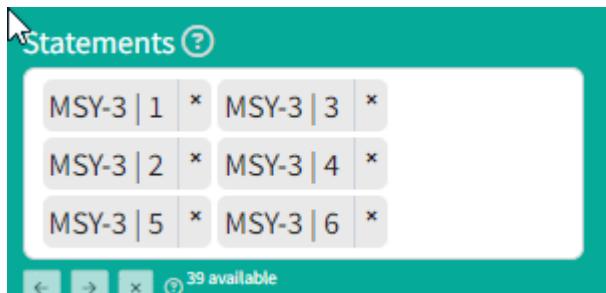 Statements ?
MSY-3 | 1 × MSY-3 | 3 ×
MSY-3 | 2 × MSY-3 | 4 ×
MSY-3 | 5 × MSY-3 | 6 ×
← → × ? 39 available